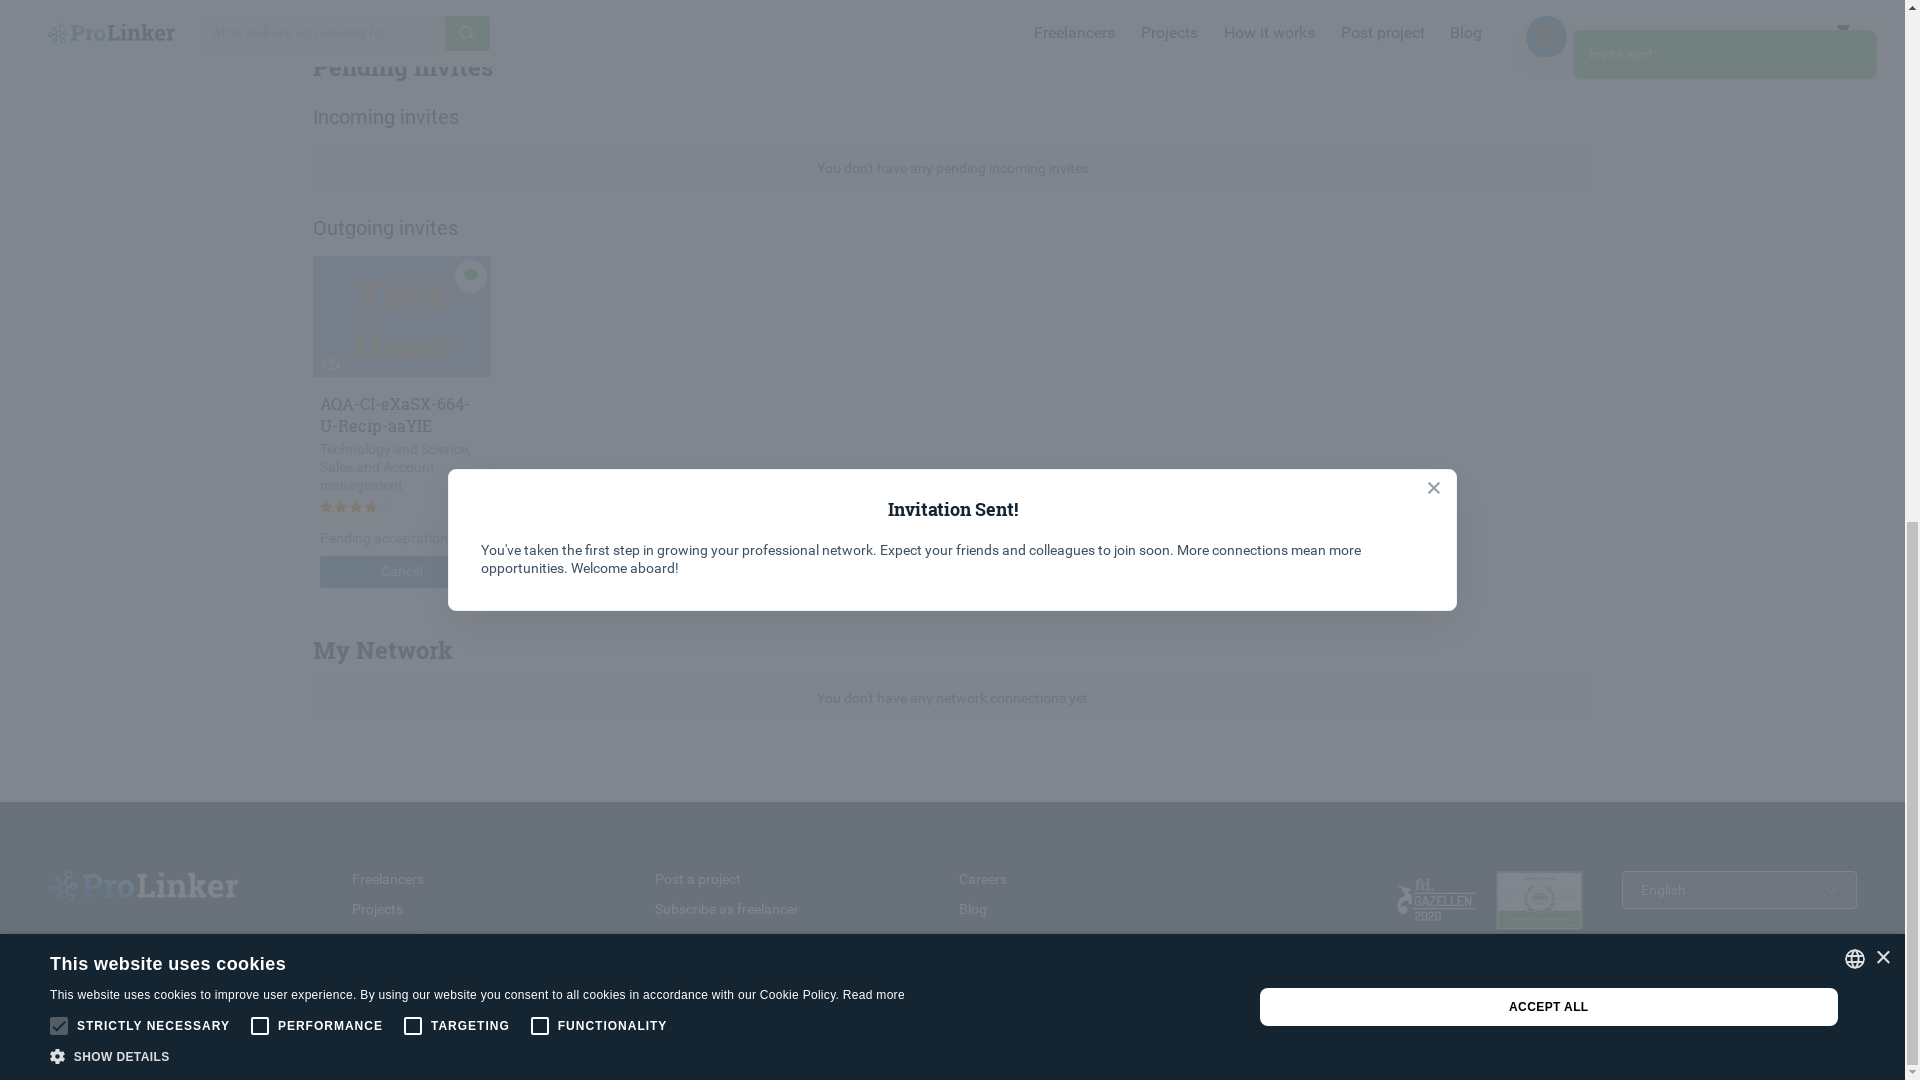 ProLinker
What skill are you looking for?
Freelancers
Projects
How it works
Post project
Blog
Invite sent
Pending Invites
Incoming invites
You don't have any pending incoming invites
Outgoing invites
Test
User
AQA-CI-eXaSX-664-
U-Recip-aaYIE
Technology and Science,
Sales and Account
management
Pending acceptation
Cancel
Invitation Sent!
You've taken the first step in growing your professional network. Expect your friends and colleagues to join soon. More connections mean more
opportunities. Welcome aboard!
My Network
You don't have any network connections yet
ProLinker
Freelancers
Projects
Post a project
Subscribe as freelancer
Careers
Blog
fd.
GAZELLEN
2020
English
This website uses cookies
This website uses cookies to improve user experience. By using our website you consent to all cookies in accordance with our Cookie Policy. Read more
STRICTLY NECESSARY
PERFORMANCE
TARGETING
FUNCTIONALITY
SHOW DETAILS
ACCEPT ALL